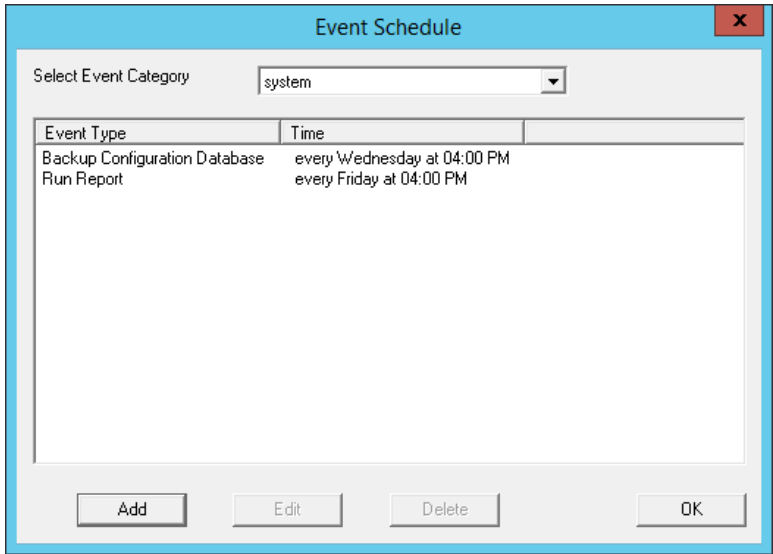 Event Schedule
x
Select Event Category system
Event Type Time
Backup Configuration Database every Wednesday at 04:00 PM
Run Report every Friday at 04:00 PM
Add Edit Delete OK